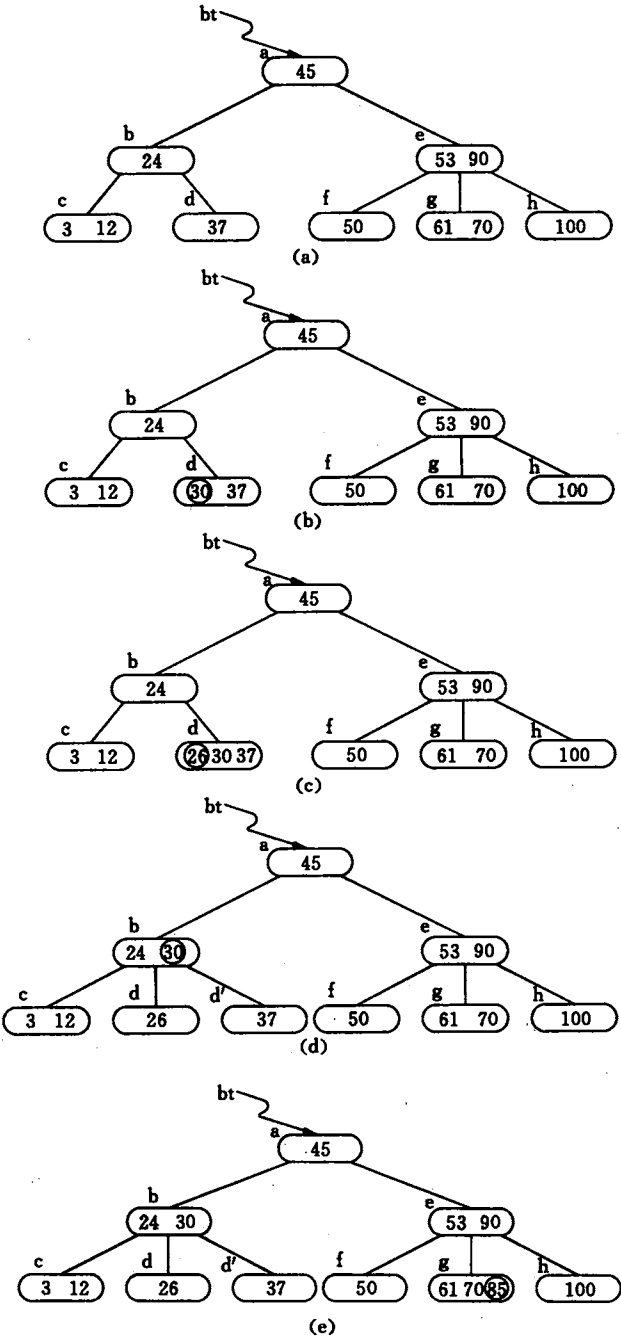 bt
a
45
b
e
24
53 90
c
d
f
g
h
3 12
37
50
61 70
100
(a)
bt
a
45
b
e
24
53 90
c
d
f
g
h
3 12
30 37
50
61 70
100
(b)
bt
a
45
b
e
24
53 90
c
d
f
g
h
3 12
26 30 37
50
61 70
100
(c)
bt
a
45
b
e
24 30
53 90
c
d
d'
f
g
h
3 12
26
37
50
61 70
100
(d)
bt
a
45
b
e
24 30
53 90
c
d
d'
f
g
h
3 12
26
37
50
61 70 85
100
(e)